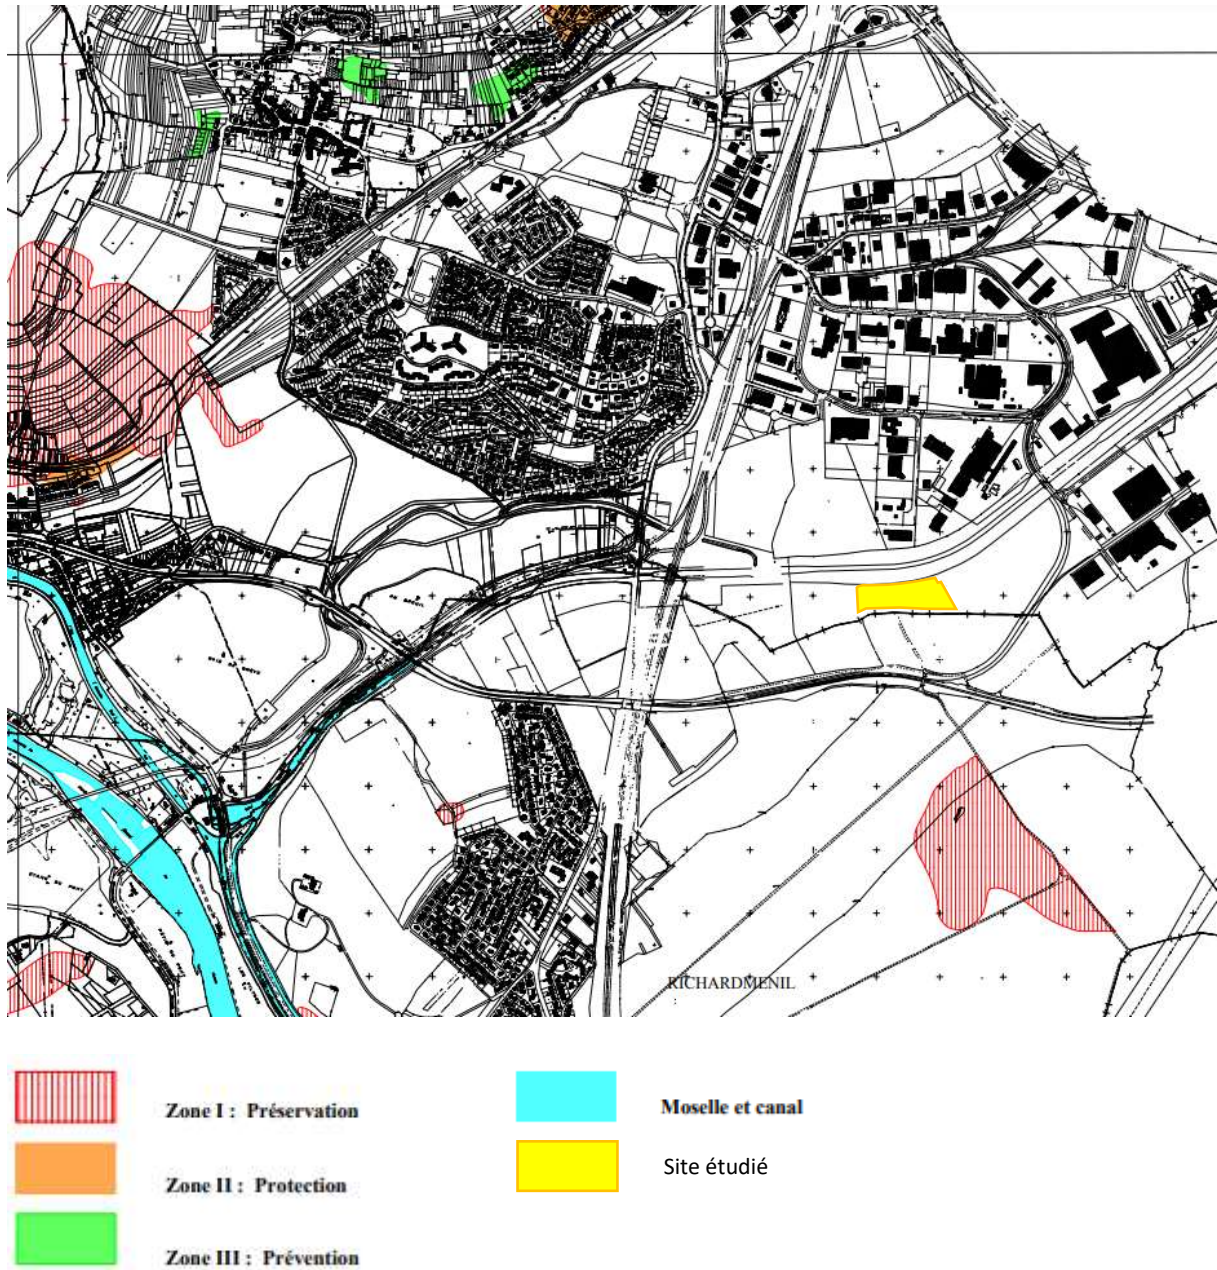 RICHARDMENIL
Zone I : Préservation
Moselle et canal
Zone II : Protection
Site étudié
Zone III : Prévention